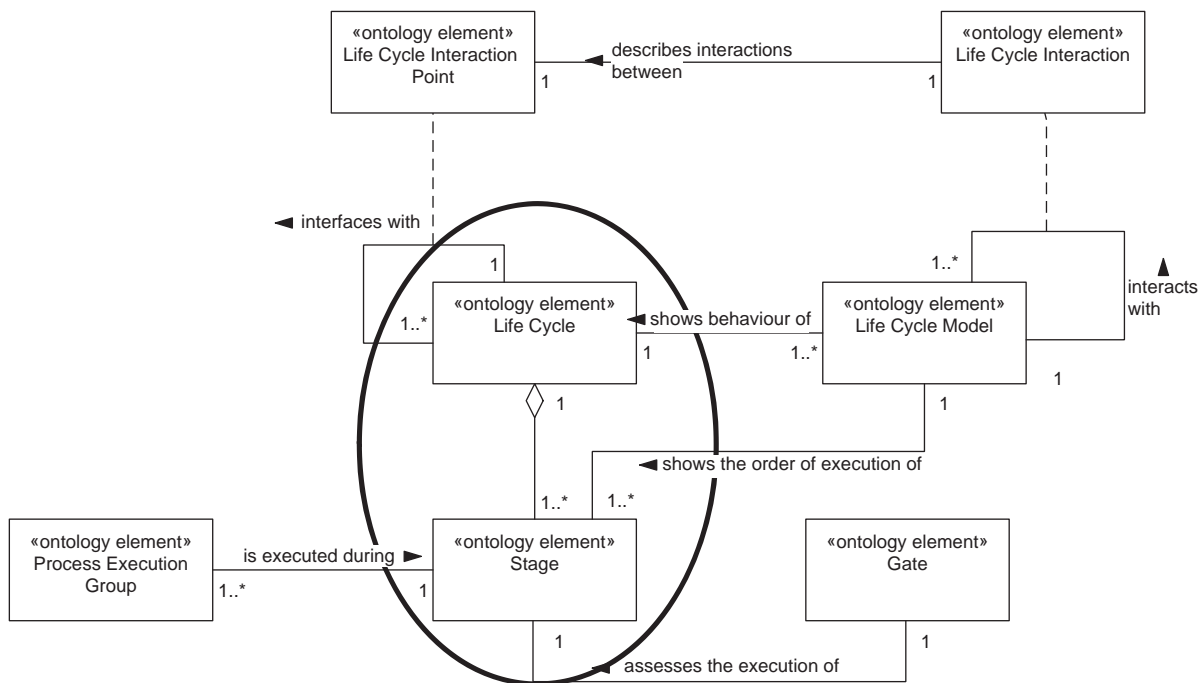 «ontology element»
Life Cycle Interaction
Point
1
describes interactions
between
1
«ontology element»
Life Cycle Interaction
interfaces with
1
1..*
«ontology element»
Life Cycle
1
shows behaviour of
1
1..*
1..*
«ontology element»
Life Cycle Model
interacts
with
1
1
shows the order of execution of
1..*
1..*
«ontology element»
Process Execution
Group
is executed during
1..*
1
«ontology element»
Stage
1
«ontology element»
Gate
1
assesses the execution of